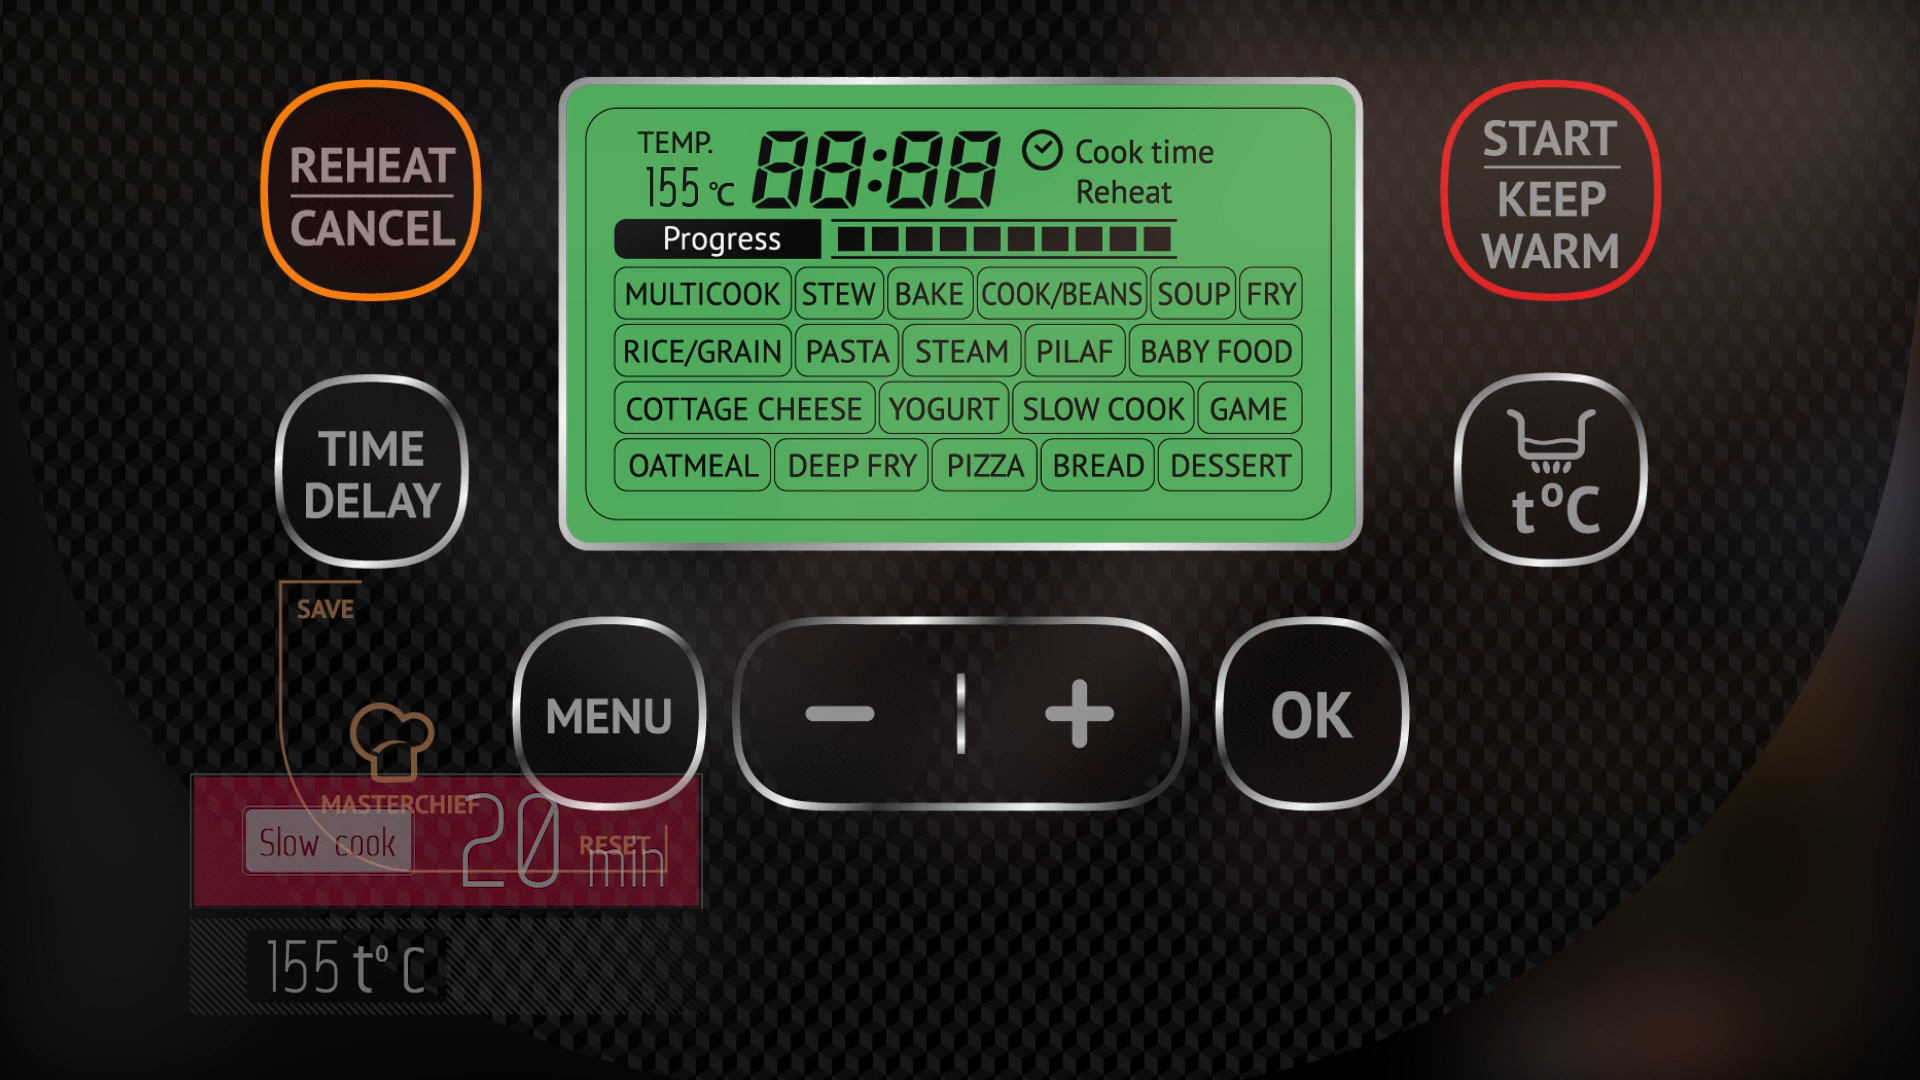 REHEAT
CANCEL
TEMP.
155 °C
88:88
Cook time
Reheat
Progress
MULTICOOK STEW BAKE COOK/BEANS SOUP FRY
RICE/GRAIN PASTA STEAM PILAF BABY FOOD
COTTAGE CHEESE YOGURT SLOW COOK GAME
OATMEAL DEEP FRY PIZZA BREAD DESSERT
START
KEEP
WARM
TIME
DELAY
t°C
SAVE
MENU
− +
OK
MASTERCHIEF
RESET
Slow cook 20 min
155 t° C